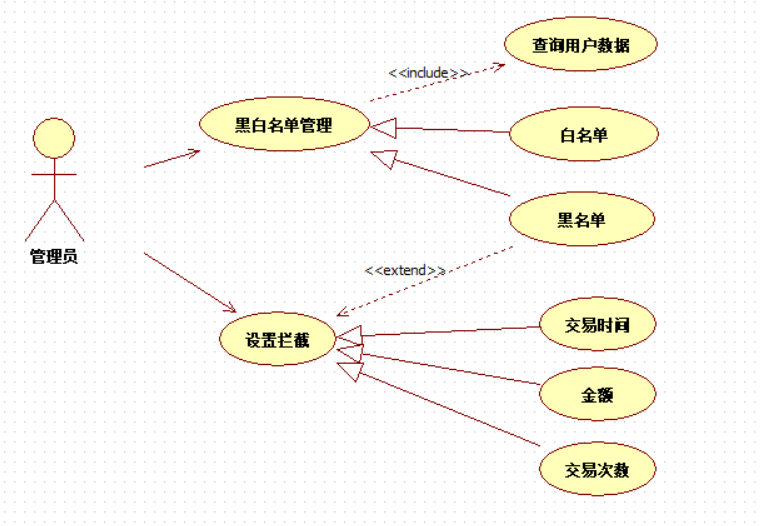 查询用户数据
<<include>>
黑白名单管理
白名单
黑名单
管理员
<<extend>>
设置拦截
交易时间
金额
交易次数